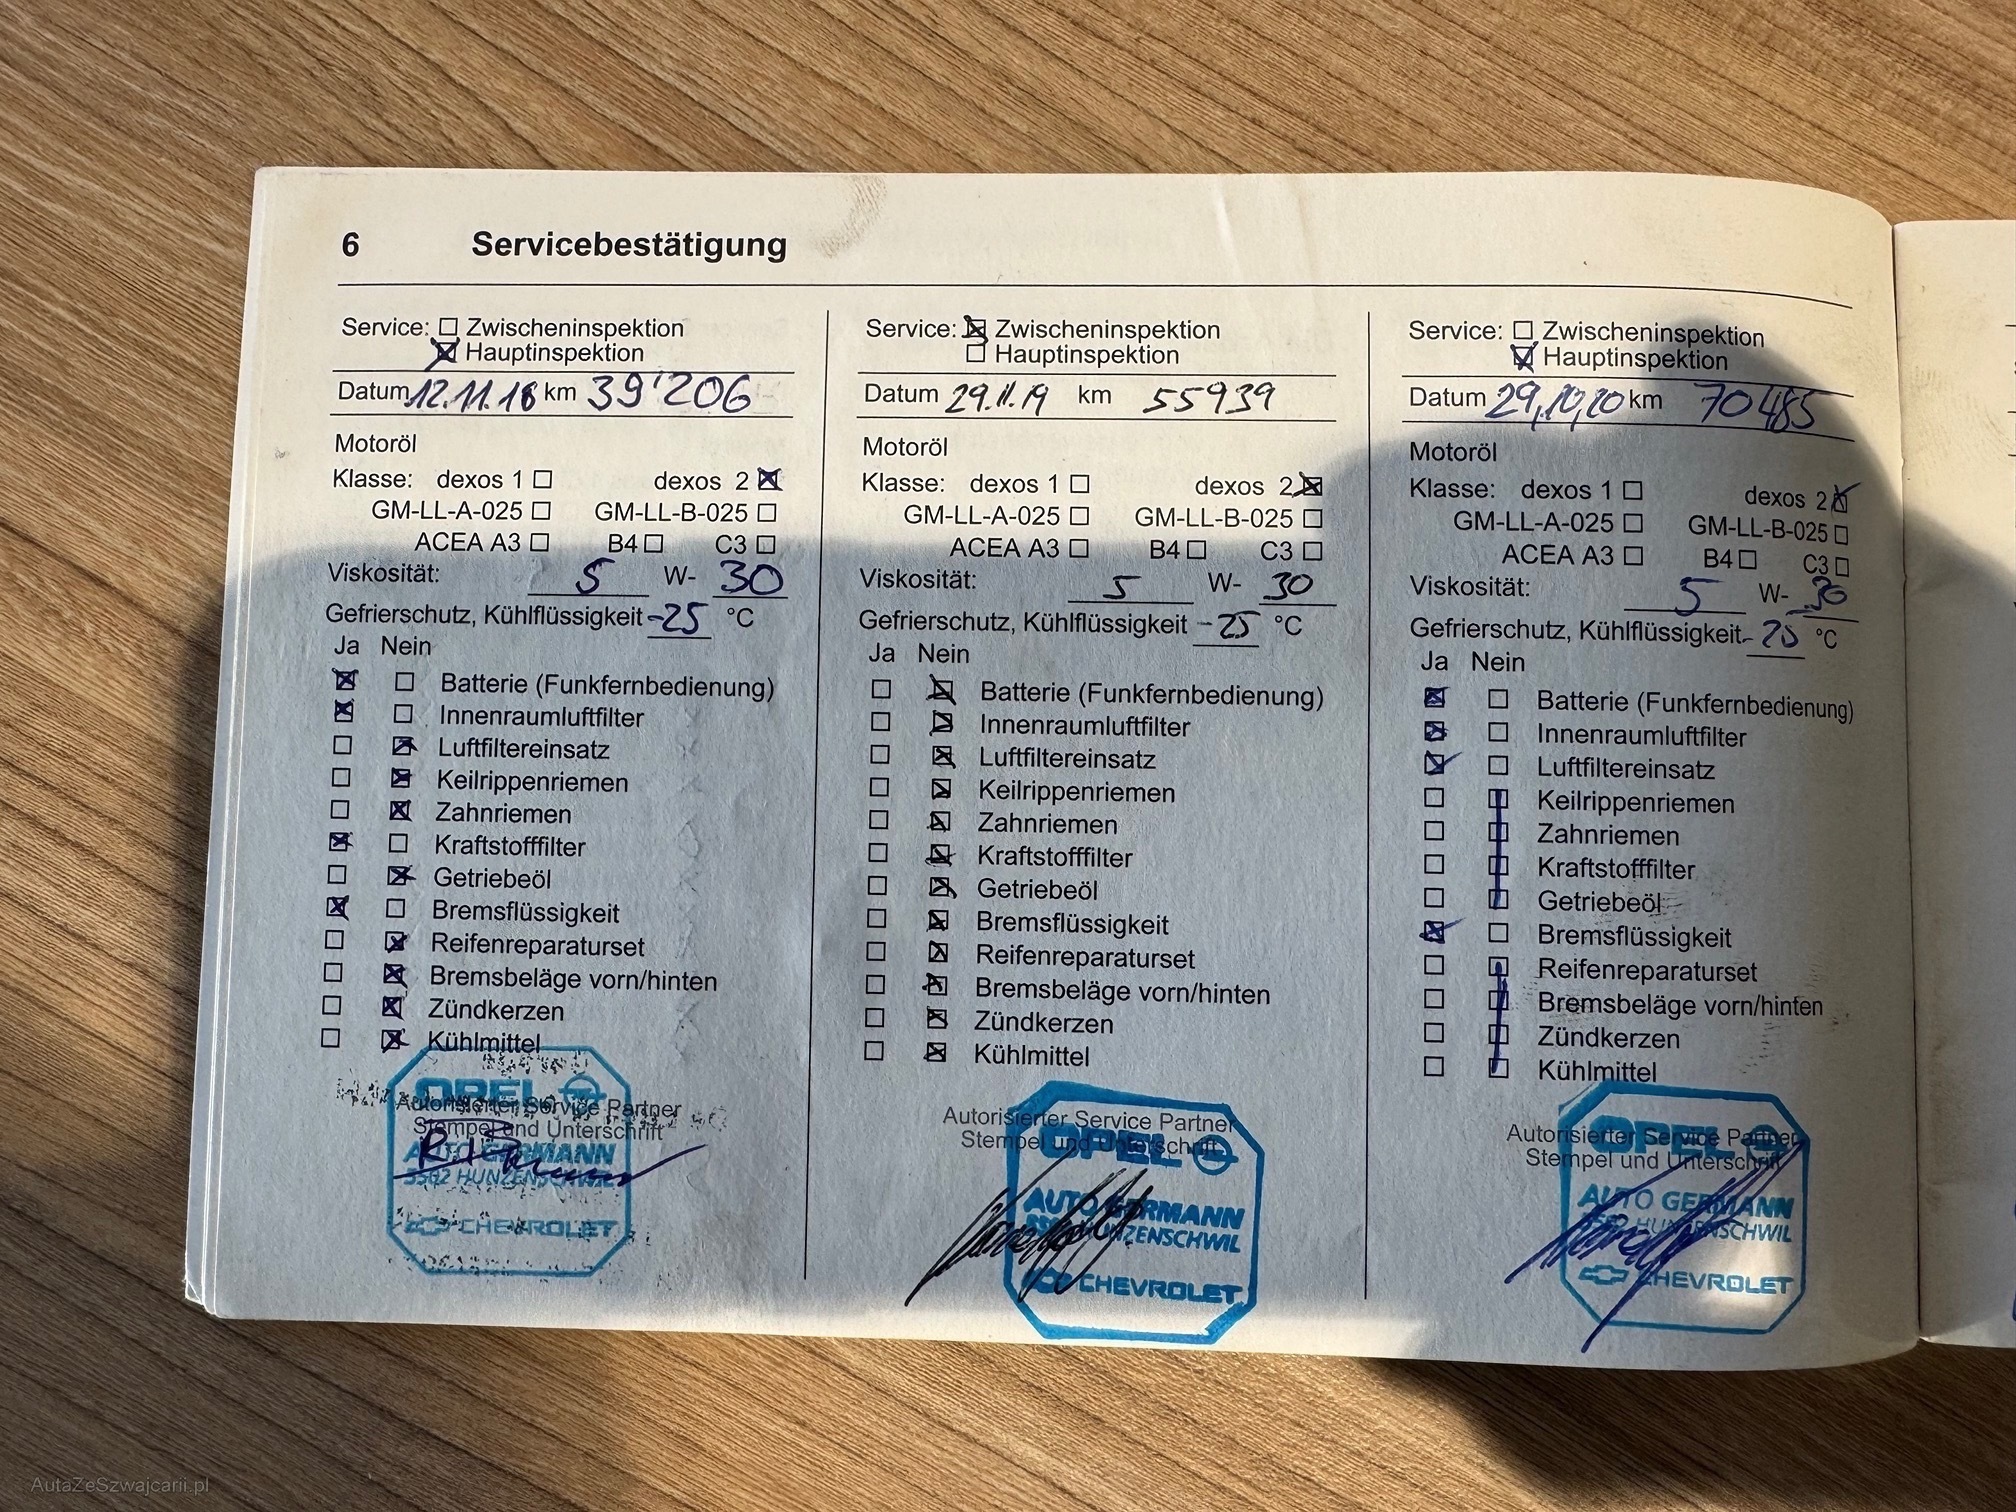 6 Servicebestätigung
Service: ☐ Zwischeninspektion
☒ Hauptinspektion
Datum 12.11.18 km 39'206
Motoröl
Klasse: dexos 1 ☐ dexos 2 ☒
GM-LL-A-025 ☐ GM-LL-B-025 ☐
ACEA A3 ☐ B4 ☐ C3 ☐
Viskosität: 5 W- 30
Gefrierschutz, Kühlflüssigkeit -25 °C
Ja Nein
☒ ☐ Batterie (Funkfernbedienung)
☒ ☐ Innenraumluftfilter
☐ ☒ Luftfiltereinsatz
☐ ☒ Keilrippenriemen
☐ ☒ Zahnriemen
☒ ☐ Kraftstofffilter
☐ ☒ Getriebeöl
☒ ☐ Bremsflüssigkeit
☐ ☒ Reifenreparaturset
☐ ☒ Bremsbeläge vorn/hinten
☐ ☒ Zündkerzen
☐ ☒ Kühlmittel
OPEL
Autorisierter Service Partner
Stempel und Unterschrift
AUTO GERMANN
5502 HUNZENSCHWIL
CHEVROLET
Service: ☒ Zwischeninspektion
☐ Hauptinspektion
Datum 29.11.19 km 55939
Motoröl
Klasse: dexos 1 ☐ dexos 2 ☒
GM-LL-A-025 ☐ GM-LL-B-025 ☐
ACEA A3 ☐ B4 ☐ C3 ☐
Viskosität: 5 W- 30
Gefrierschutz, Kühlflüssigkeit -25 °C
Ja Nein
☐ ☒ Batterie (Funkfernbedienung)
☐ ☒ Innenraumluftfilter
☐ ☒ Luftfiltereinsatz
☐ ☒ Keilrippenriemen
☐ ☒ Zahnriemen
☐ ☒ Kraftstofffilter
☐ ☒ Getriebeöl
☐ ☒ Bremsflüssigkeit
☐ ☒ Reifenreparaturset
☐ ☒ Bremsbeläge vorn/hinten
☐ ☒ Zündkerzen
☐ ☒ Kühlmittel
Autorisierter Service Partner
Stempel und Unterschrift
OPEL
AUTO GERMANN
HUNZENSCHWIL
CHEVROLET
Service: ☐ Zwischeninspektion
☒ Hauptinspektion
Datum 29,10,20 km 70485
Motoröl
Klasse: dexos 1 ☐ dexos 2 ☒
GM-LL-A-025 ☐ GM-LL-B-025 ☐
ACEA A3 ☐ B4 ☐ C3 ☐
Viskosität: 5 W- 30
Gefrierschutz, Kühlflüssigkeit -25 °C
Ja Nein
☒ ☐ Batterie (Funkfernbedienung)
☒ ☐ Innenraumluftfilter
☒ ☐ Luftfiltereinsatz
☐ ☒ Keilrippenriemen
☐ ☒ Zahnriemen
☐ ☒ Kraftstofffilter
☐ ☒ Getriebeöl
☒ ☐ Bremsflüssigkeit
☐ ☒ Reifenreparaturset
☐ ☒ Bremsbeläge vorn/hinten
☐ ☒ Zündkerzen
☐ ☒ Kühlmittel
Autorisierter Service Partner
Stempel und Unterschrift
OPEL
AUTO GERMANN
5502 HUNZENSCHWIL
CHEVROLET
AutaZeSzwajcarii.pl